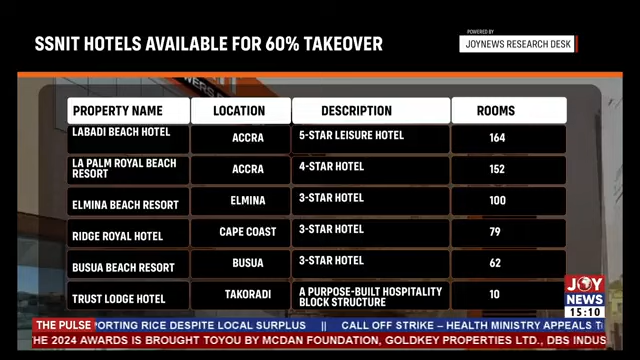 SSNIT HOTELS AVAILABLE FOR 60% TAKEOVER
POWERED BY
JOYNEWS RESEARCH DESK
PROPERTY NAME LOCATION DESCRIPTION ROOMS
LABADI BEACH HOTEL ACCRA 5-STAR LEISURE HOTEL 164
LA PALM ROYAL BEACH
RESORT ACCRA 4-STAR HOTEL 152
ELMINA BEACH RESORT ELMINA 3-STAR HOTEL 100
RIDGE ROYAL HOTEL CAPE COAST 3-STAR HOTEL 79
BUSUA BEACH RESORT BUSUA 3-STAR HOTEL 62
TRUST LODGE HOTEL TAKORADI A PURPOSE-BUILT HOSPITALITY
BLOCK STRUCTURE 10
JOY
NEWS
15:10
THE PULSE PORTING RICE DESPITE LOCAL SURPLUS || CALL OFF STRIKE – HEALTH MINISTRY APPEALS
HE 2024 AWARDS IS BROUGHT TOYOU BY MCDAN FOUNDATION, GOLDKEY PROPERTIES LTD., DBS INDUS